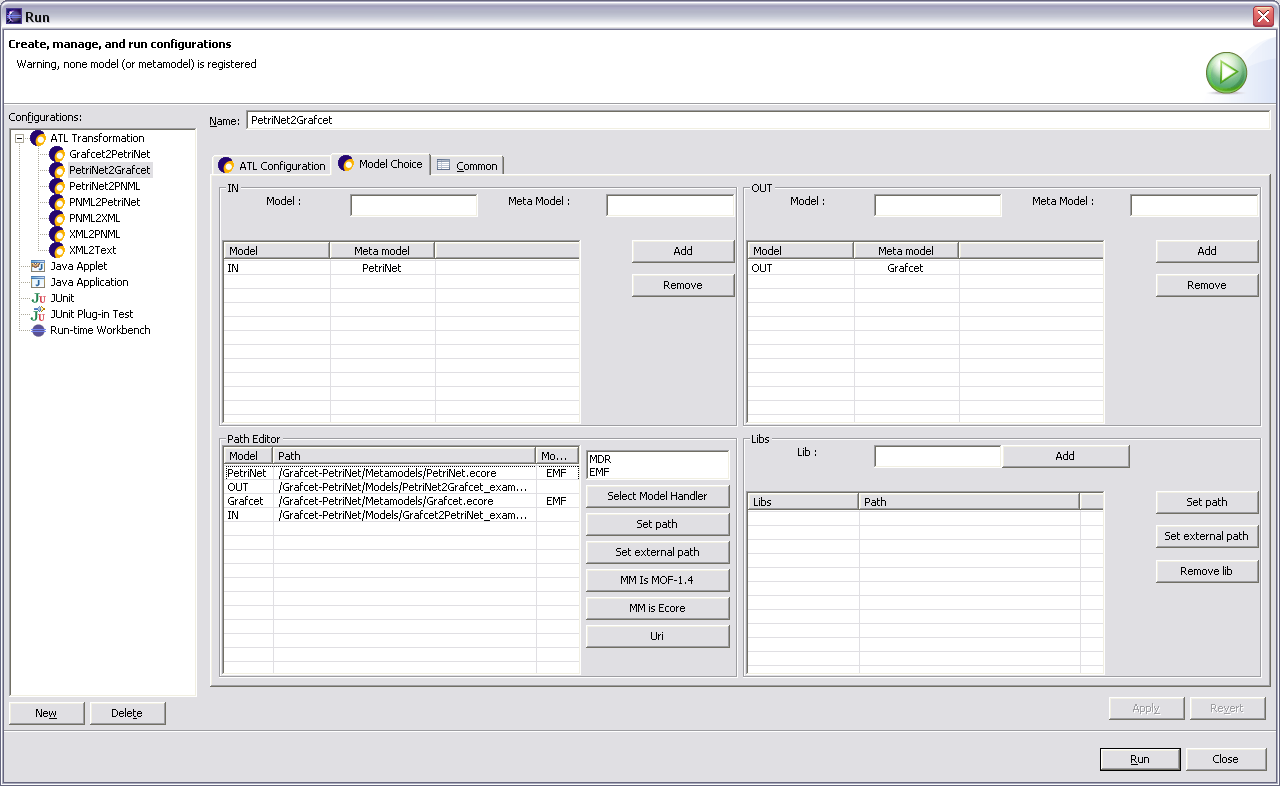 Run
Create, manage, and run configurations
Warning, none model (or metamodel) is registered
Configurations:
ATL Transformation
Grafcet2PetriNet
PetriNet2Grafcet
PetriNet2PNML
PNML2PetriNet
PNML2XML
XML2PNML
XML2Text
Java Applet
Java Application
JUnit
JUnit Plug-in Test
Run-time Workbench
New Delete
Name: PetriNet2Grafcet
ATL Configuration Model Choice Common
IN
Model : Meta Model :
Model Meta model Add
IN PetriNet
Remove
OUT
Model : Meta Model :
Model Meta model Add
OUT Grafcet
Remove
Path Editor
Model Path Mo...
PetriNet /Grafcet-PetriNet/Metamodels/PetriNet.ecore EMF
OUT /Grafcet-PetriNet/Models/PetriNet2Grafcet_exam...
Grafcet /Grafcet-PetriNet/Metamodels/Grafcet.ecore EMF
IN /Grafcet-PetriNet/Models/Grafcet2PetriNet_exam...
MDR
EMF
Select Model Handler
Set path
Set external path
MM Is MOF-1.4
MM is Ecore
Uri
Libs
Lib : Add
Libs Path Set path
Set external path
Remove lib
Apply Revert
Run Close